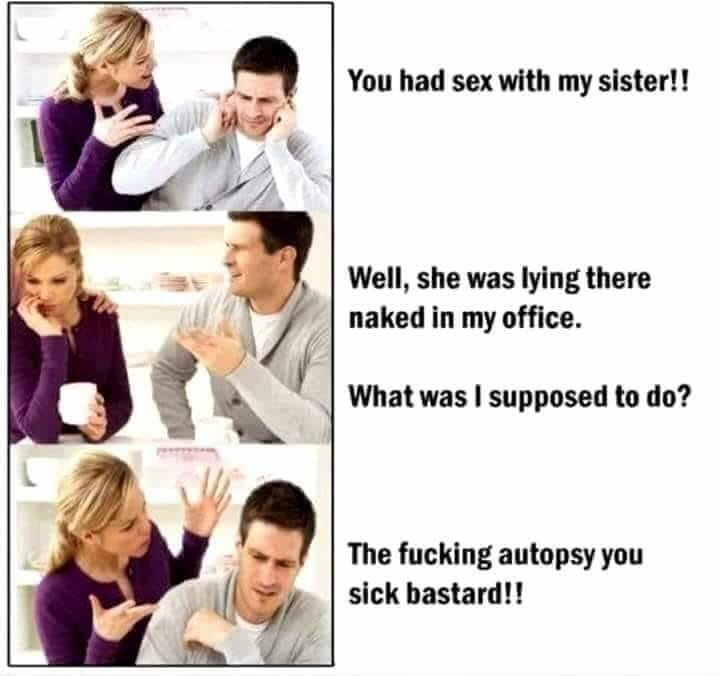 You had sex with my sister!!
Well, she was lying there
naked in my office.
What was I supposed to do?
The fucking autopsy you
sick bastard!!